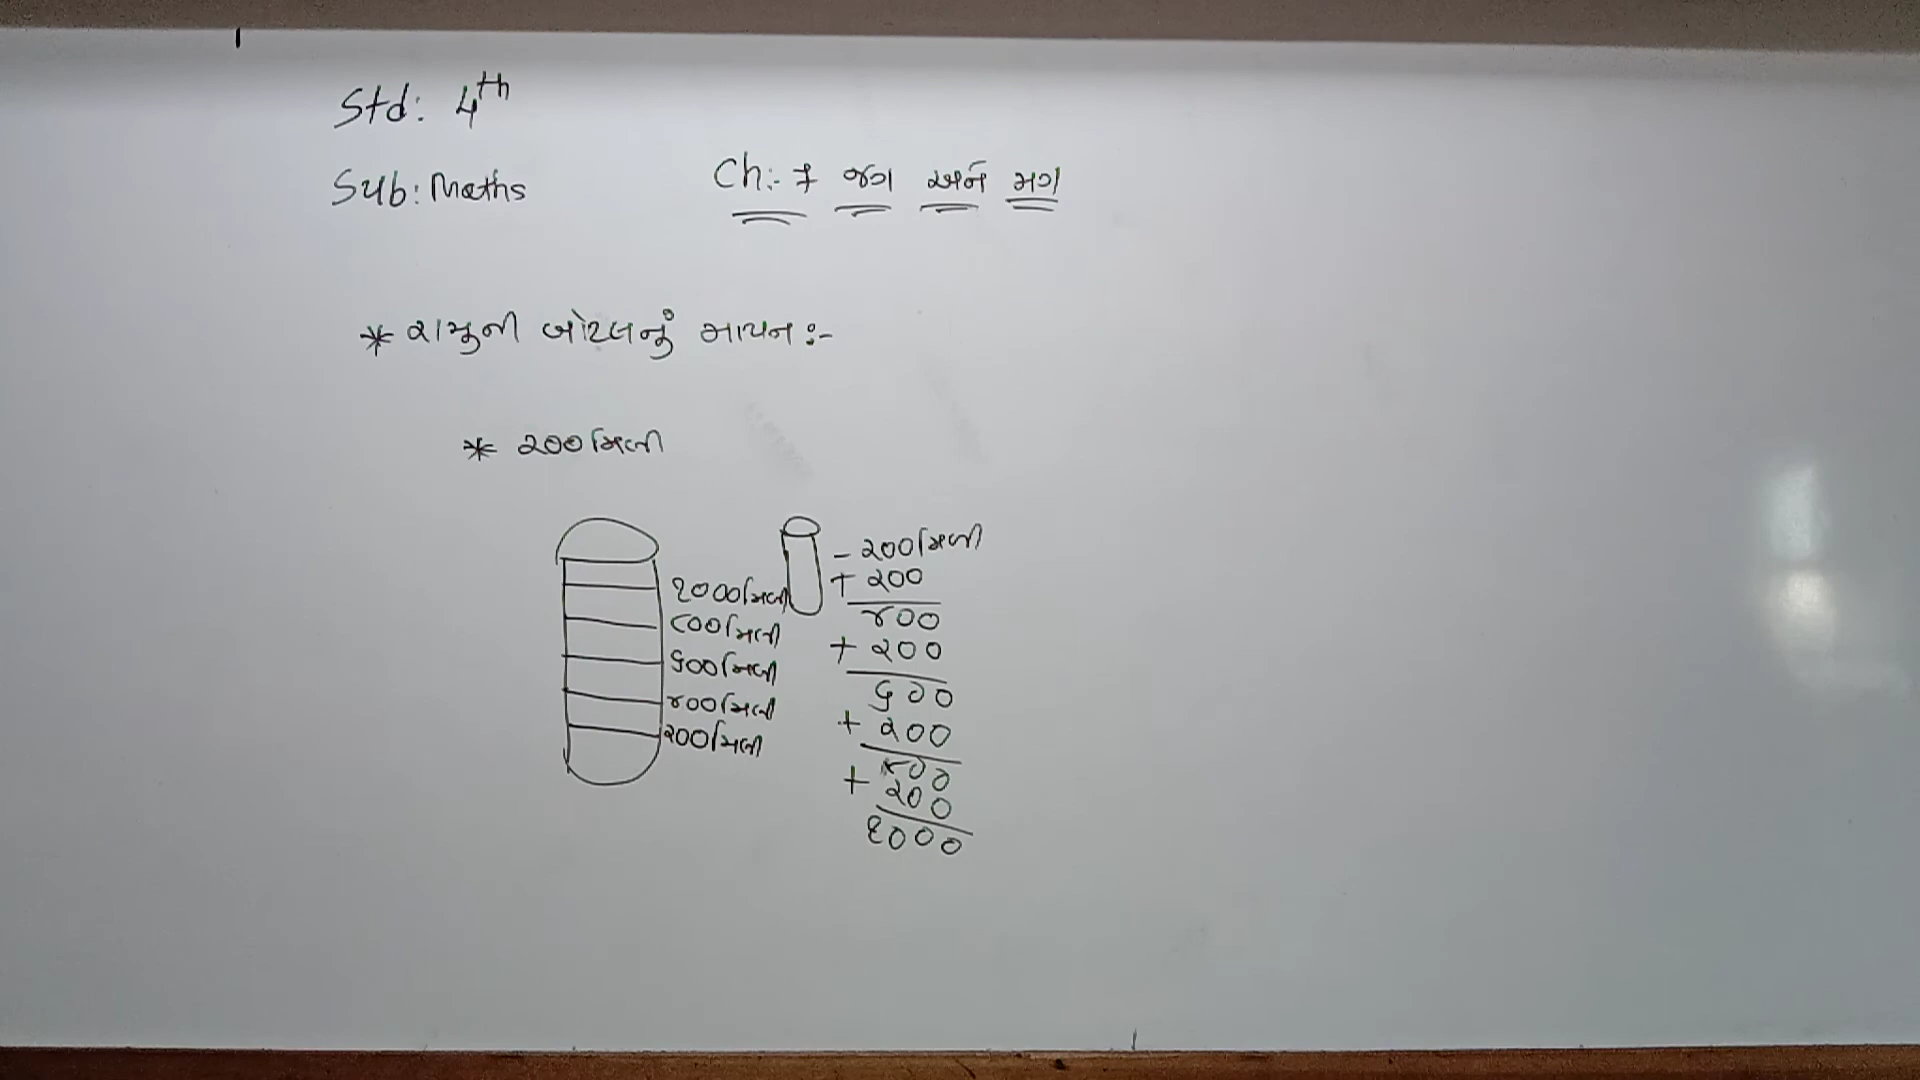 Std: 4th
Sub: Maths
Ch:- 7 જગ અને મગ
* રામુની બોટલનું માપન :-
* ૨૦૦ મિલી
૧૦૦૦ મિલી
૮૦૦ મિલી
૬૦૦ મિલી
૪૦૦ મિલી
૨૦૦ મિલી
- ૨૦૦ મિલી
+ ૨૦૦
૪૦૦
+ ૨૦૦
૬૦૦
+ ૨૦૦
૮૦૦
+ ૨૦૦
૧૦૦૦